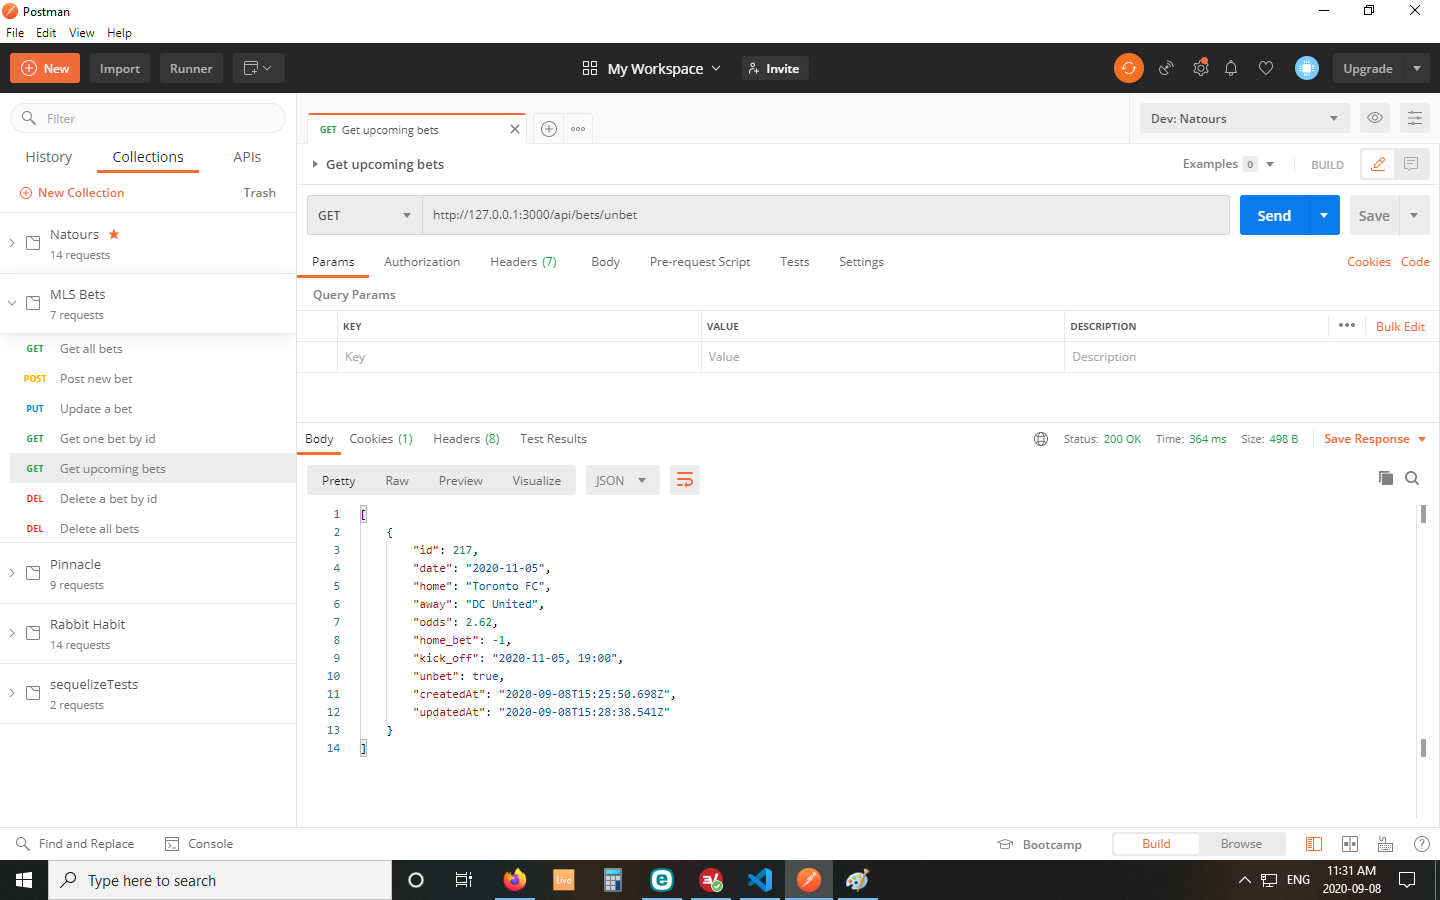 Postman
File Edit View Help
New Import Runner My Workspace Invite Upgrade
Filter
History Collections APIs
New Collection Trash
Natours
14 requests
MLS Bets
7 requests
GET Get all bets
POST Post new bet
PUT Update a bet
GET Get one bet by id
GET Get upcoming bets
DEL Delete a bet by id
DEL Delete all bets
Pinnacle
9 requests
Rabbit Habit
14 requests
sequelizeTests
2 requests
GET Get upcoming bets
Dev: Natours
Get upcoming bets Examples 0 BUILD
GET http://127.0.0.1:3000/api/bets/unbet Send Save
Params Authorization Headers (7) Body Pre-request Script Tests Settings Cookies Code
Query Params
KEY VALUE DESCRIPTION Bulk Edit
Key Value Description
Body Cookies (1) Headers (8) Test Results Status: 200 OK Time: 364 ms Size: 498 B Save Response
Pretty Raw Preview Visualize JSON
1 [
2 {
3 "id": 217,
4 "date": "2020-11-05",
5 "home": "Toronto FC",
6 "away": "DC United",
7 "odds": 2.62,
8 "home_bet": -1,
9 "kick_off": "2020-11-05, 19:00",
10 "unbet": true,
11 "createdAt": "2020-09-08T15:25:50.698Z",
12 "updatedAt": "2020-09-08T15:28:38.541Z"
13 }
14 ]
Find and Replace Console Bootcamp Build Browse
Type here to search Live ENG 11:31 AM
2020-09-08